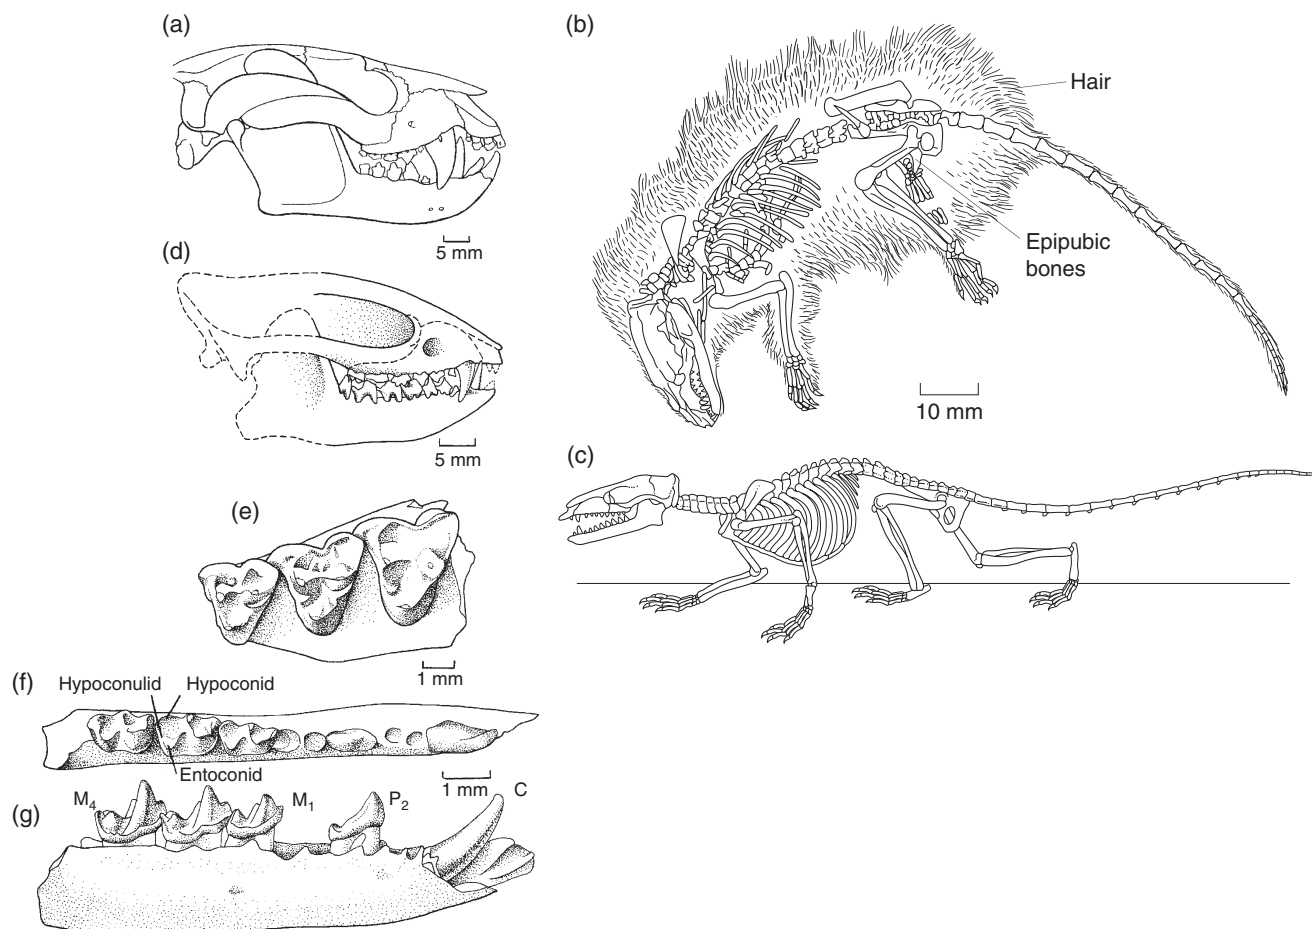 (a)
5 mm
(b)
Hair
Epipubic
bones
10 mm
(d)
5 mm
(c)
(e)
1 mm
(f)
Hypoconulid
Hypoconid
Entoconid
1 mm
(g)
M4
M1
P2
C